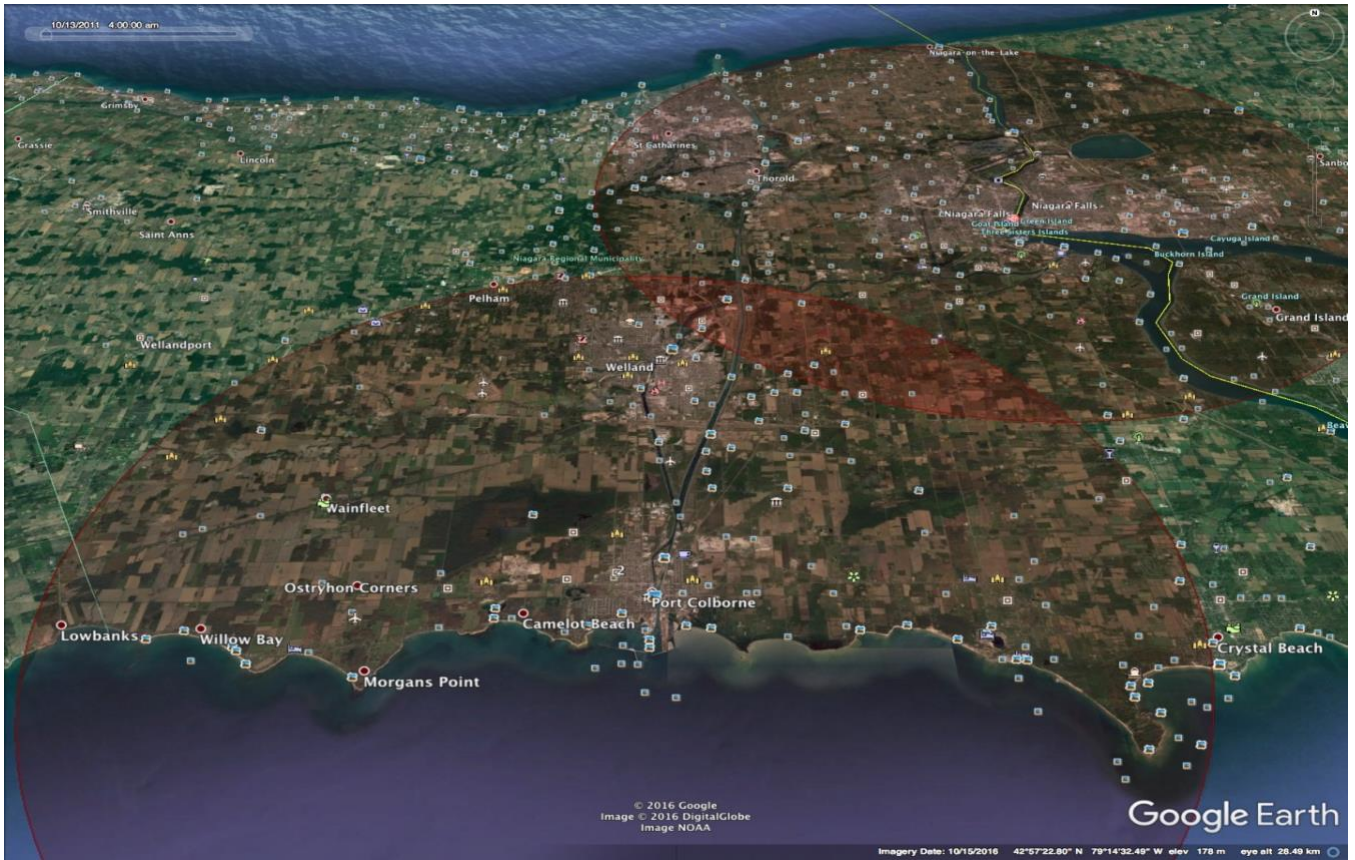 10/13/2011 4:00:00 am
N
Niagara-on-the-Lake
Grimsby
St Catharines
Grassie
Lincoln
Thorold
Smithville
Niagara Falls
Niagara Falls
Green Island
Goat Island
Three Sisters Islands
Saint Anns
Cayuga Island
Buckhorn Island
Niagara Regional Municipality
Pelham
Grand Island
Grand Island
Wellandport
Welland
Wainfleet
Ostryhon Corners
Port Colborne
Camelot Beach
Lowbanks
Willow Bay
Crystal Beach
Morgans Point
© 2016 Google
Image © 2016 DigitalGlobe
Image NOAA
Google Earth
Imagery Date: 10/15/2016 42°57'22.80" N 79°14'32.49" W elev 178 m eye alt 28.49 km